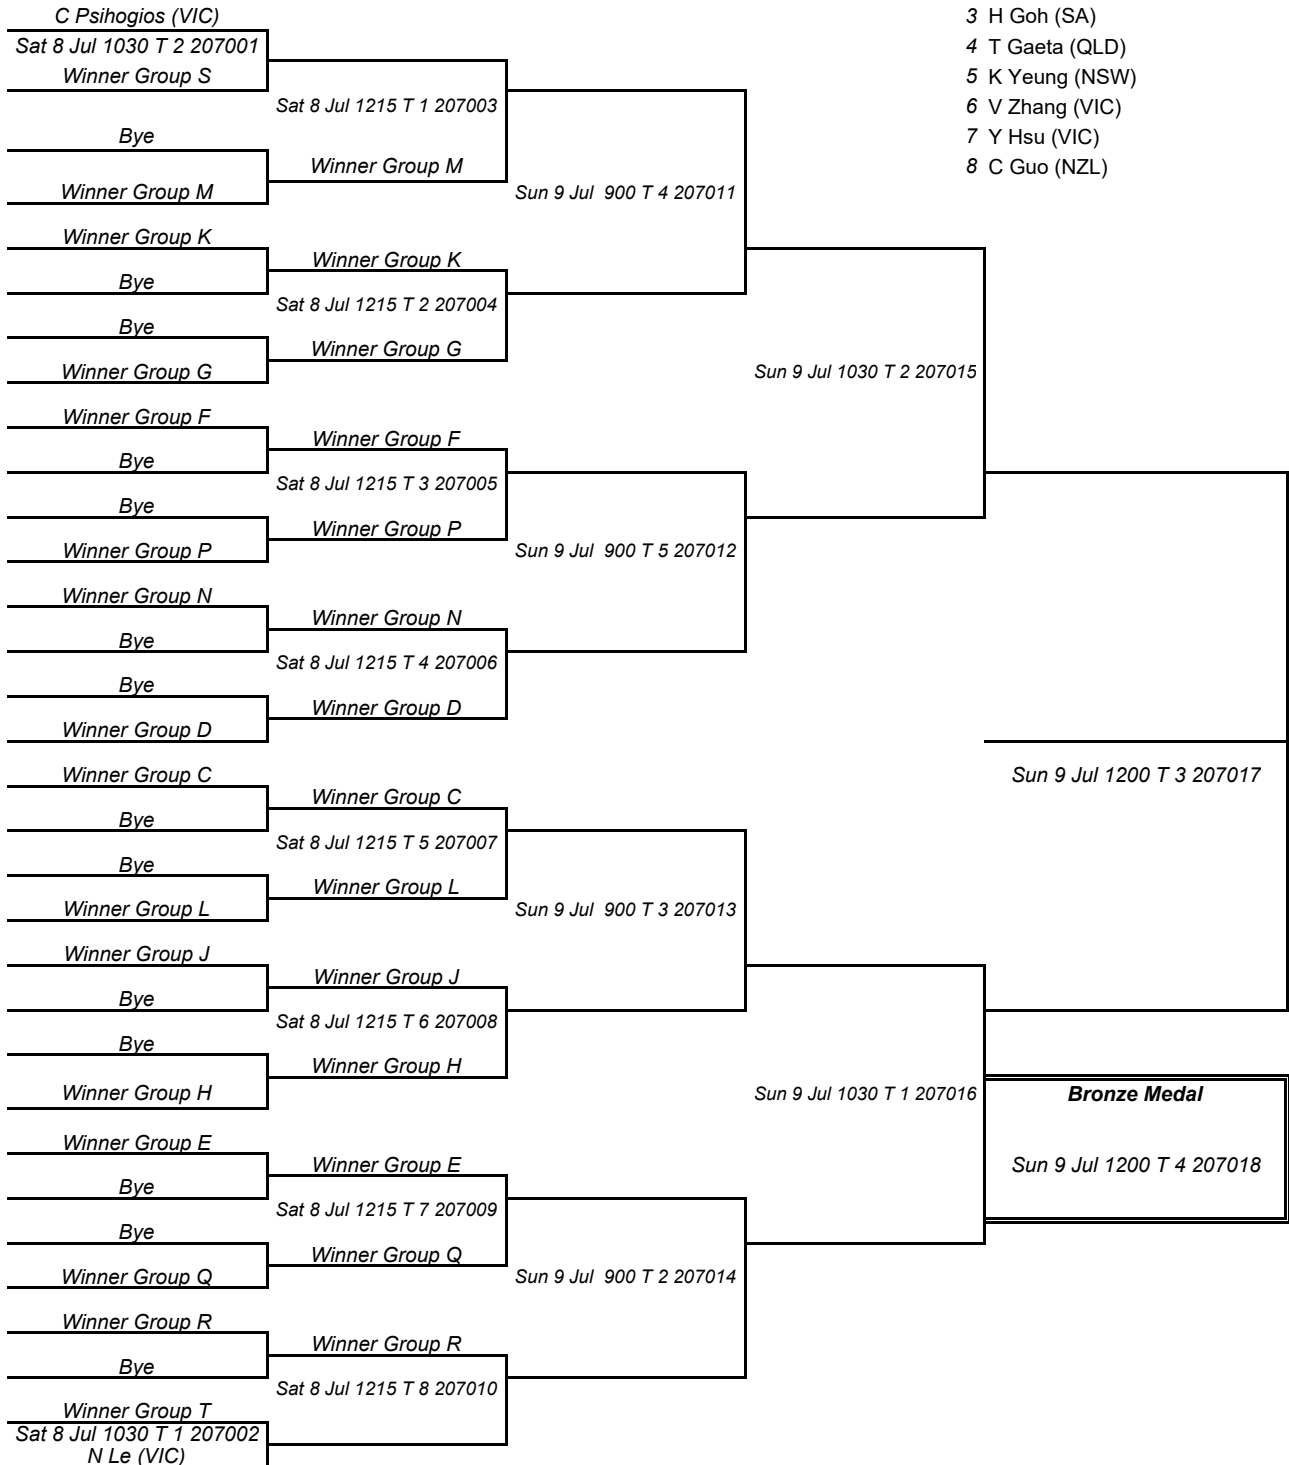 C Psihogios (VIC)
Sat 8 Jul 1030 T 2 207001
Winner Group S
Bye
Winner Group M
Winner Group K
Bye
Bye
Winner Group G
Winner Group F
Bye
Bye
Winner Group P
Winner Group N
Bye
Bye
Winner Group D
Winner Group C
Bye
Bye
Winner Group L
Winner Group J
Bye
Bye
Winner Group H
Winner Group E
Bye
Bye
Winner Group Q
Winner Group R
Bye
Winner Group T
Sat 8 Jul 1030 T 1 207002
N Le (VIC)
Sat 8 Jul 1215 T 1 207003
Winner Group M
Winner Group K
Sat 8 Jul 1215 T 2 207004
Winner Group G
Winner Group F
Sat 8 Jul 1215 T 3 207005
Winner Group P
Winner Group N
Sat 8 Jul 1215 T 4 207006
Winner Group D
Winner Group C
Sat 8 Jul 1215 T 5 207007
Winner Group L
Winner Group J
Sat 8 Jul 1215 T 6 207008
Winner Group H
Winner Group E
Sat 8 Jul 1215 T 7 207009
Winner Group Q
Winner Group R
Sat 8 Jul 1215 T 8 207010
Sun 9 Jul 900 T 4 207011
Sun 9 Jul 900 T 5 207012
Sun 9 Jul 900 T 3 207013
Sun 9 Jul 900 T 2 207014
Sun 9 Jul 1030 T 2 207015
Sun 9 Jul 1030 T 1 207016
3 H Goh (SA)
4 T Gaeta (QLD)
5 K Yeung (NSW)
6 V Zhang (VIC)
7 Y Hsu (VIC)
8 C Guo (NZL)
Sun 9 Jul 1200 T 3 207017
Bronze Medal
Sun 9 Jul 1200 T 4 207018